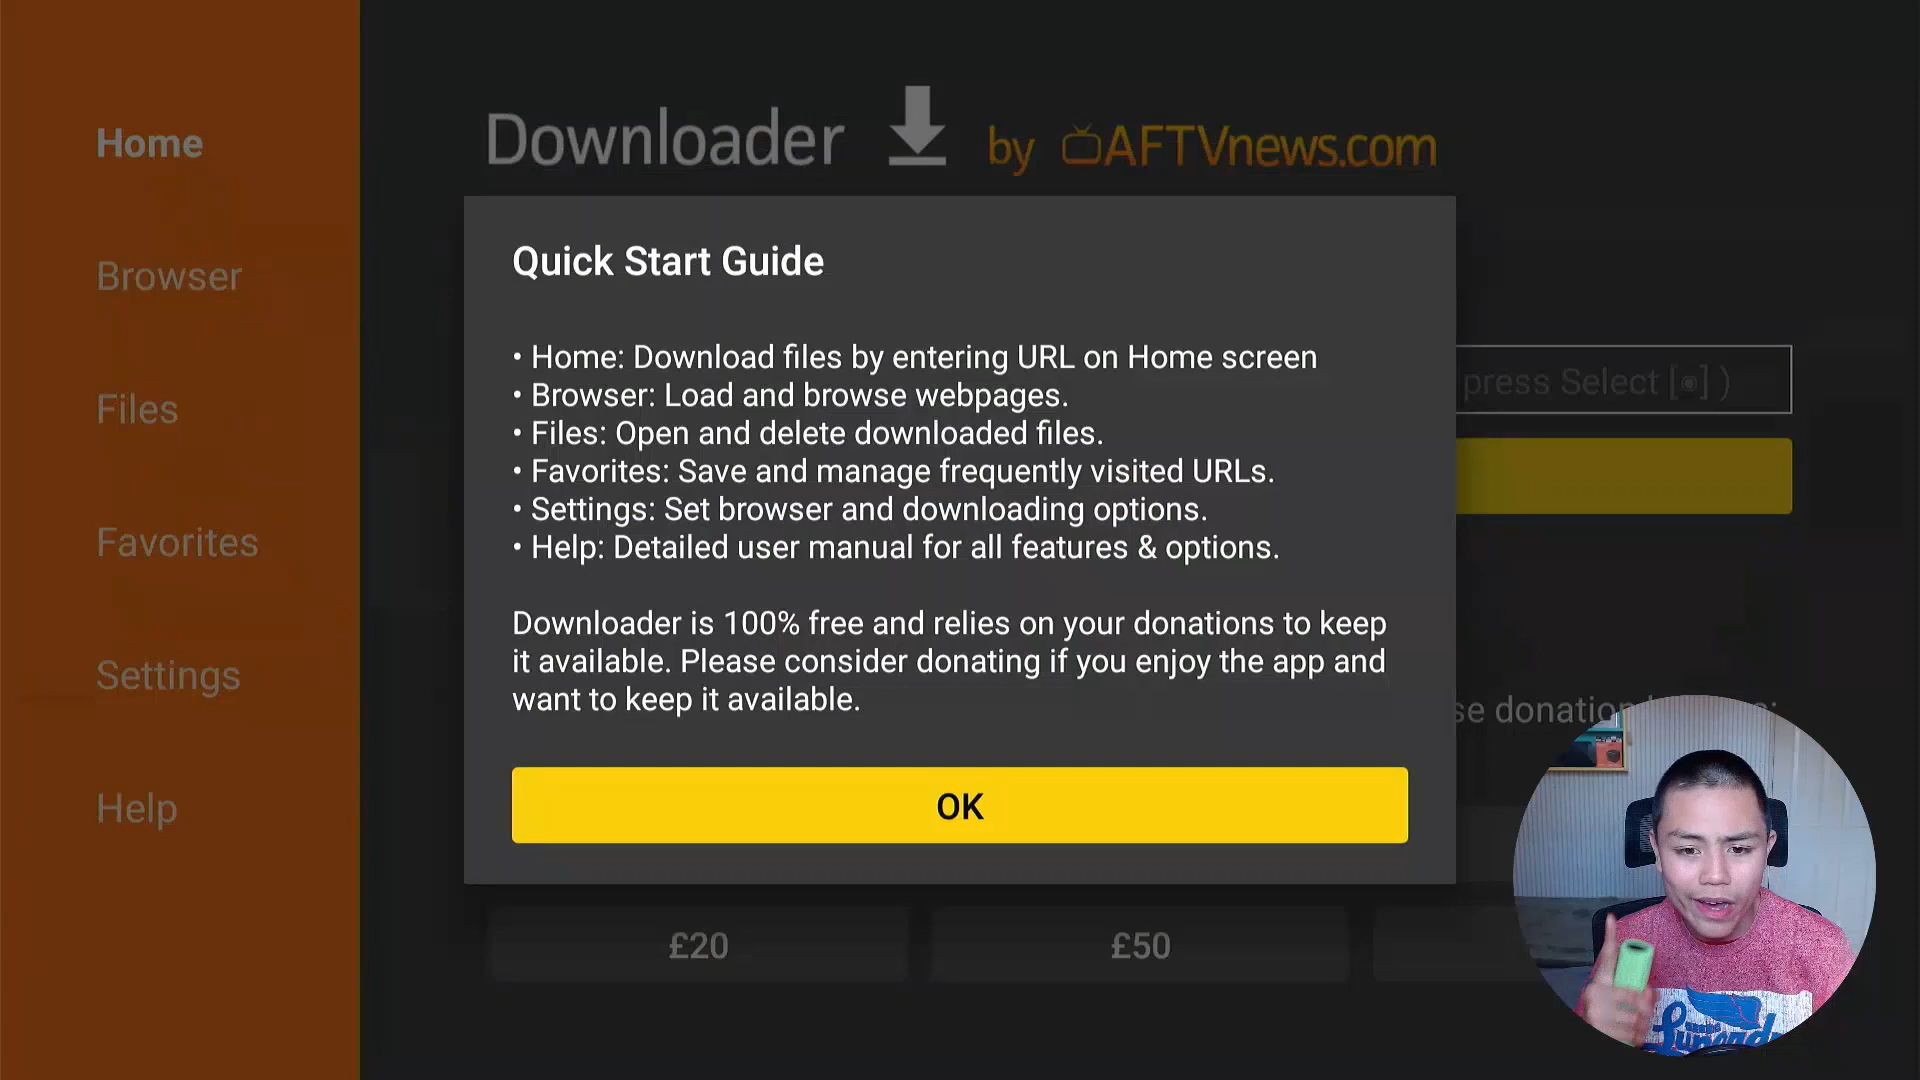 Home
Browser
Files
Favorites
Settings
Help
Downloader by AFTVnews.com
Quick Start Guide
• Home: Download files by entering URL on Home screen
• Browser: Load and browse webpages.
• Files: Open and delete downloaded files.
• Favorites: Save and manage frequently visited URLs.
• Settings: Set browser and downloading options.
• Help: Detailed user manual for all features & options.
Downloader is 100% free and relies on your donations to keep
it available. Please consider donating if you enjoy the app and
want to keep it available.
OK
press Select [◉] )
donation
£20
£50